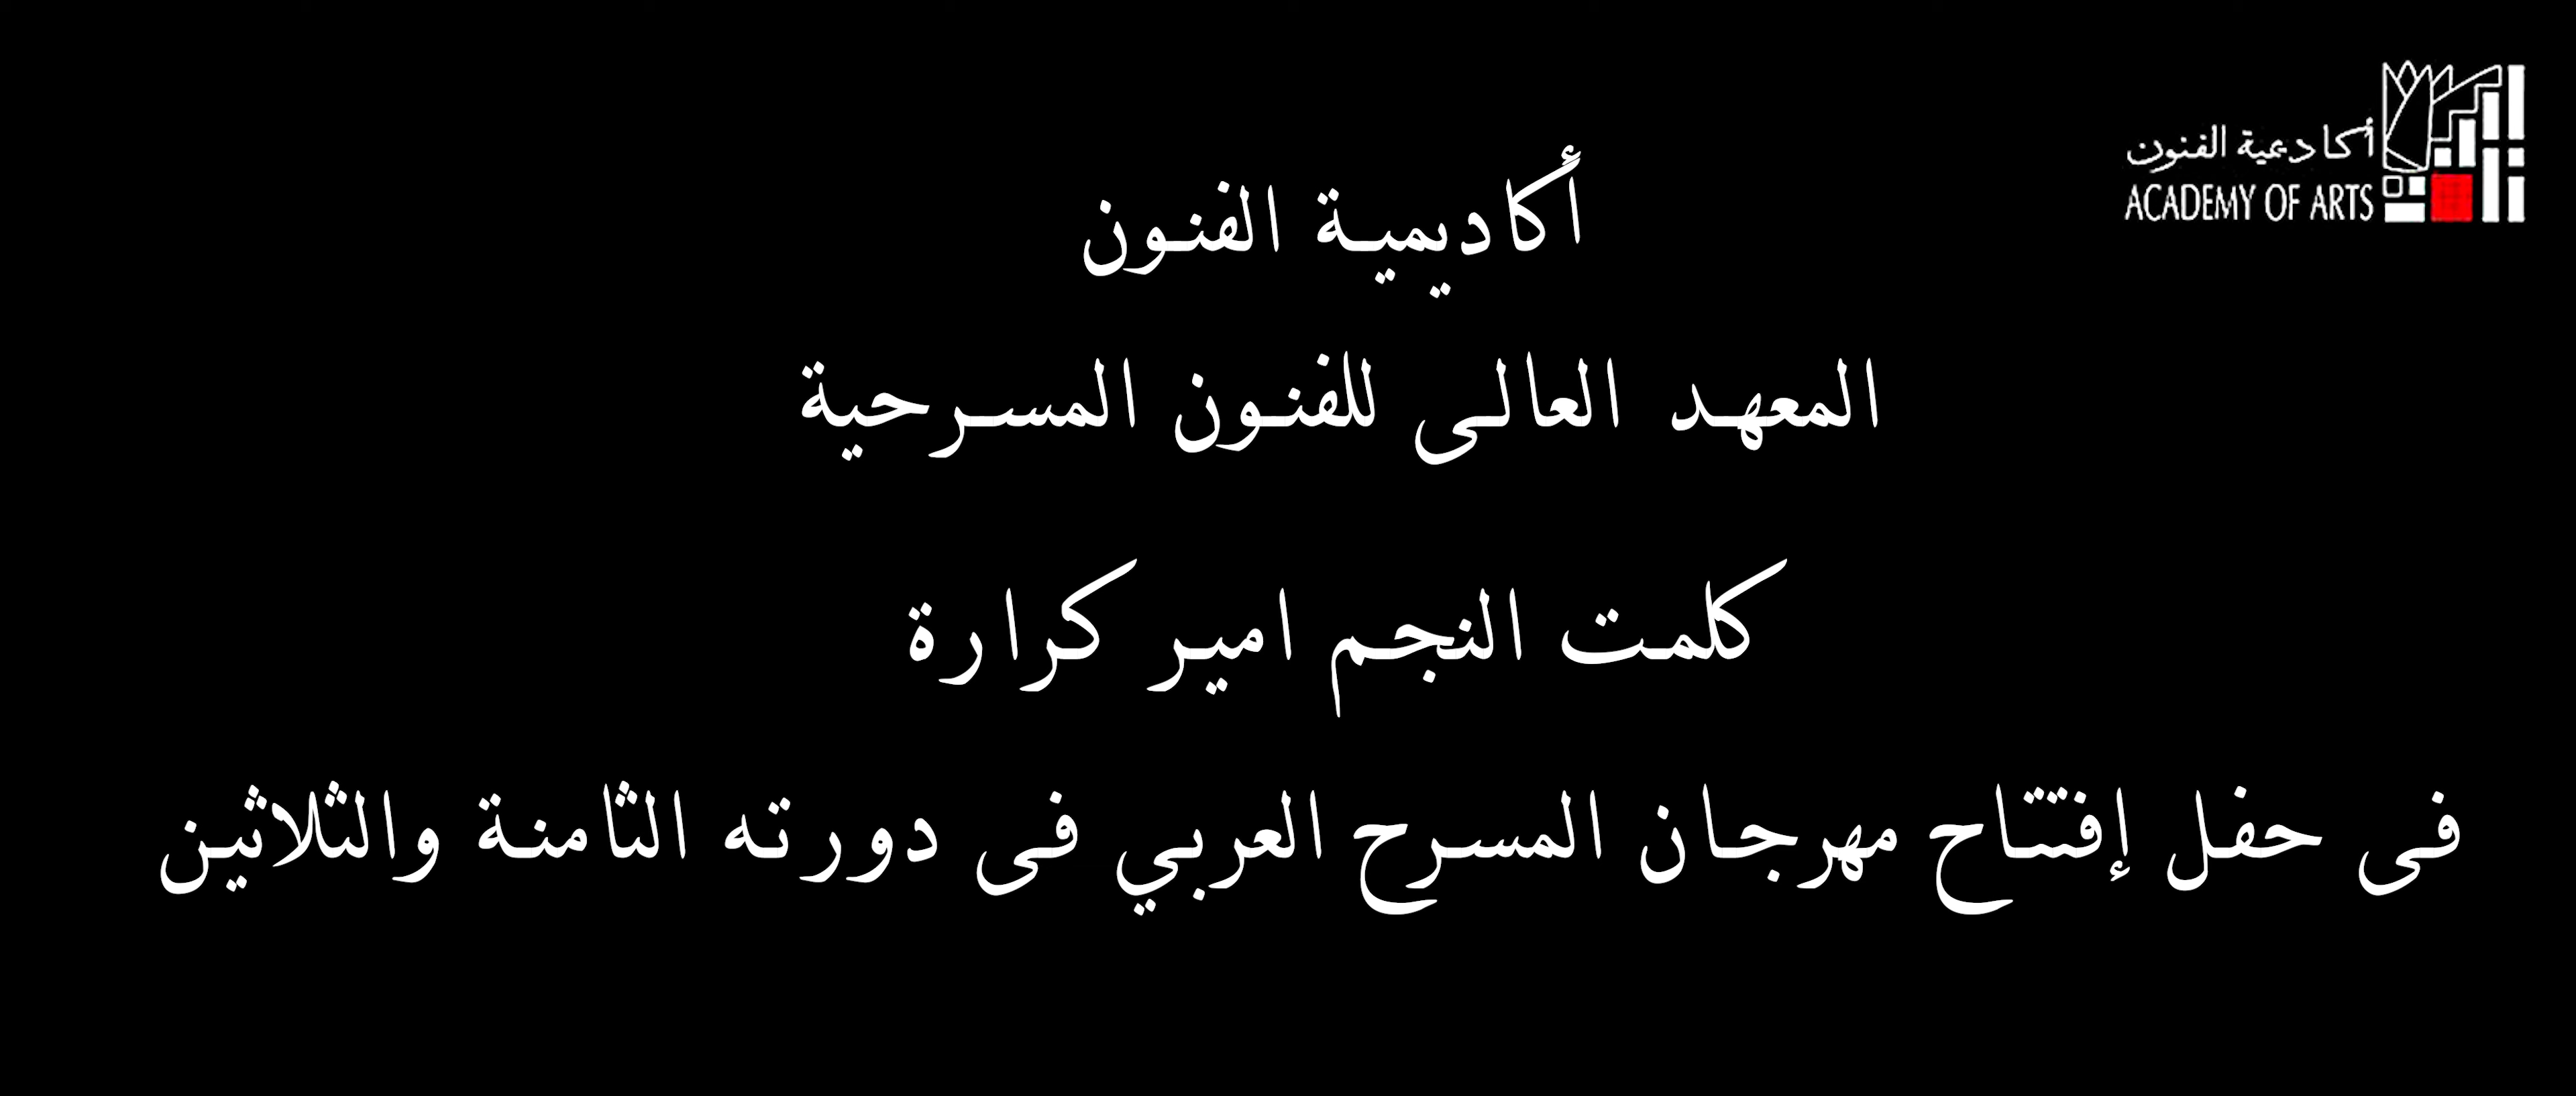 أكاديمية الفنون
ACADEMY OF ARTS
أكاديمية الفنون
المعهد العالى للفنون المسرحية
كلمت النجم امير كرارة
فى حفل إفتتاح مهرجان المسرح العربي فى دورته الثامنة والثلاثين